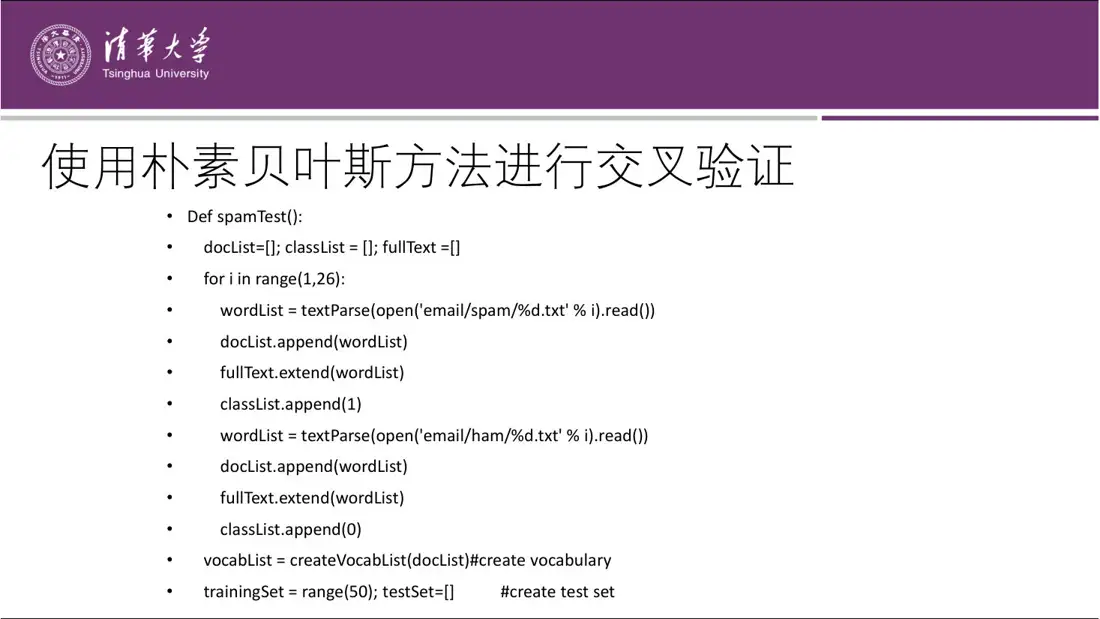 清华大学
Tsinghua University
使用朴素贝叶斯方法进行交叉验证
• Def spamTest():
• docList=[]; classList = []; fullText =[]
• for i in range(1,26):
• wordList = textParse(open('email/spam/%d.txt' % i).read())
• docList.append(wordList)
• fullText.extend(wordList)
• classList.append(1)
• wordList = textParse(open('email/ham/%d.txt' % i).read())
• docList.append(wordList)
• fullText.extend(wordList)
• classList.append(0)
• vocabList = createVocabList(docList)#create vocabulary
• trainingSet = range(50); testSet=[] #create test set